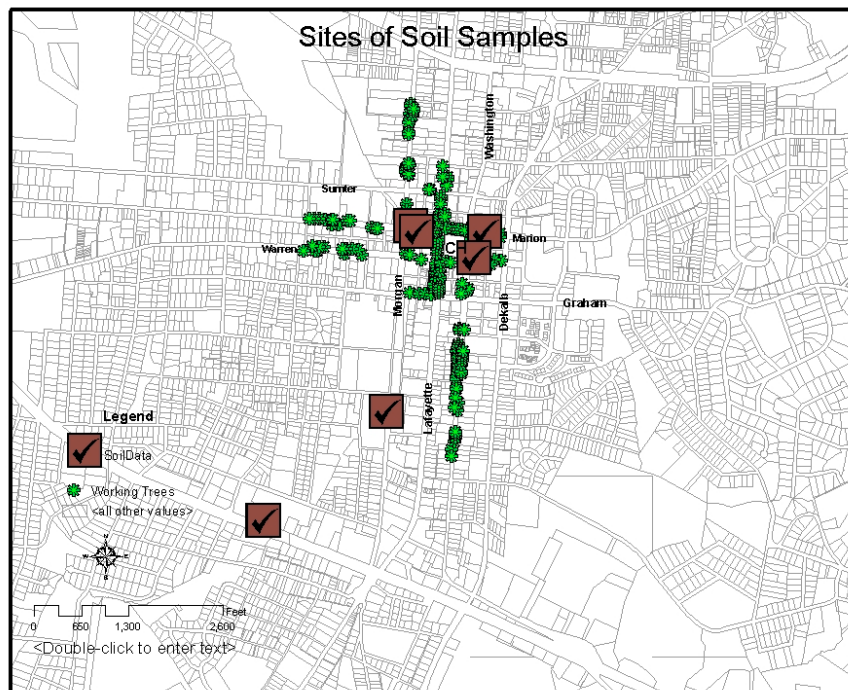 Sites of Soil Samples
Washington
Sumter
Marion
Warren
Morgan
Dekalb
Graham
Lafayette
Legend
SoilData
Working Trees
<all other values>
N
W
E
S
Feet
0 650 1,300 2,600
<Double-click to enter text>